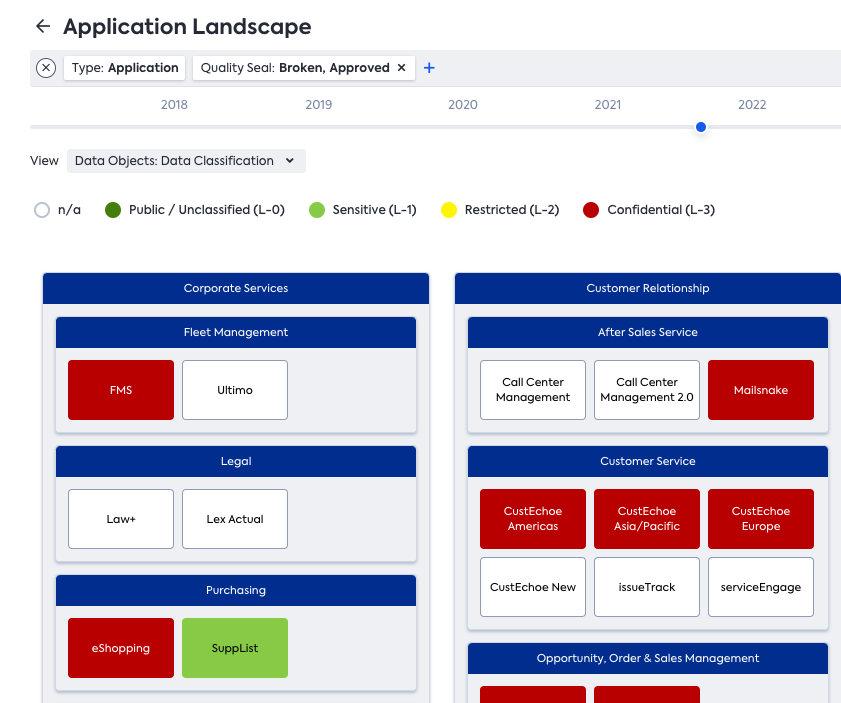 Application Landscape
Type: Application
Quality Seal: Broken, Approved
2018 2019 2020 2021 2022
View Data Objects: Data Classification
n/a Public / Unclassified (L-0) Sensitive (L-1) Restricted (L-2) Confidential (L-3)
Corporate Services
Fleet Management
FMS
Ultimo
Legal
Law+
Lex Actual
Purchasing
eShopping
SuppList
Customer Relationship
After Sales Service
Call Center
Management
Call Center
Management 2.0
Mailsnake
Customer Service
CustEchoe
Americas
CustEchoe
Asia/Pacific
CustEchoe
Europe
CustEchoe New
issueTrack
serviceEngage
Opportunity, Order & Sales Management